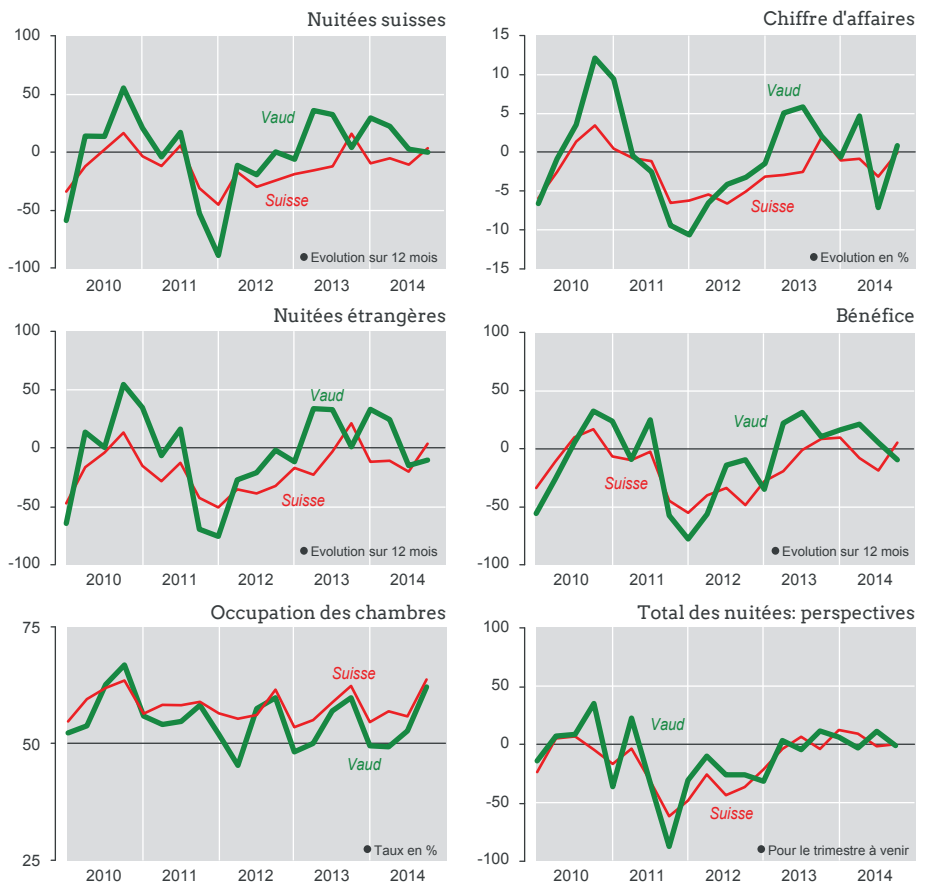 Nuitées suisses
100
50
0
-50
-100
Vaud
Suisse
● Evolution sur 12 mois
2010 2011 2012 2013 2014
Chiffre d'affaires
15
10
5
0
-5
-10
-15
Vaud
Suisse
● Evolution en %
2010 2011 2012 2013 2014
Nuitées étrangères
100
50
0
-50
-100
Vaud
Suisse
● Evolution sur 12 mois
2010 2011 2012 2013 2014
Bénéfice
100
50
0
-50
-100
Vaud
Suisse
● Evolution sur 12 mois
2010 2011 2012 2013 2014
Occupation des chambres
75
50
25
Suisse
Vaud
● Taux en %
2010 2011 2012 2013 2014
Total des nuitées: perspectives
100
50
0
-50
-100
Vaud
Suisse
● Pour le trimestre à venir
2010 2011 2012 2013 2014